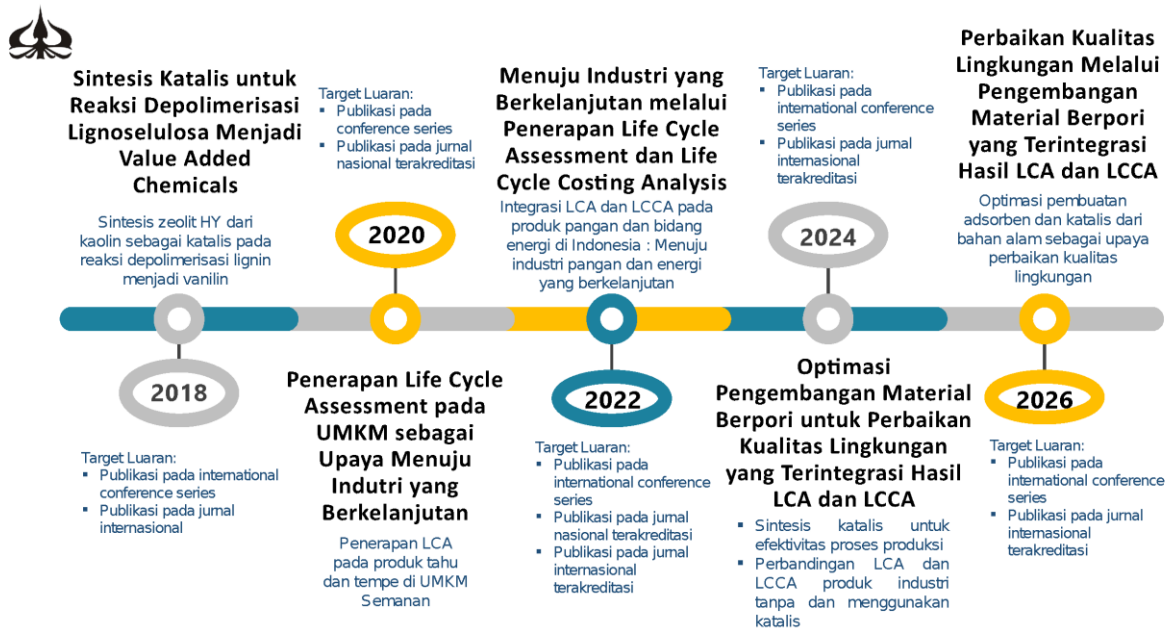 Sintesis Katalis untuk
Reaksi Depolimerisasi
Lignoselulosa Menjadi
Value Added
Chemicals
Sintesis zeolit HY dari
kaolin sebagai katalis pada
reaksi depolimerisasi lignin
menjadi vanilin
2018
Target Luaran:
▪ Publikasi pada international
conference series
▪ Publikasi pada jurnal
internasional
Target Luaran:
▪ Publikasi pada
conference series
▪ Publikasi pada jurnal
nasional terakreditasi
2020
Penerapan Life Cycle
Assessment pada
UMKM sebagai
Upaya Menuju
Indutri yang
Berkelanjutan
Penerapan LCA
pada produk tahu
dan tempe di UMKM
Semanan
Menuju Industri yang
Berkelanjutan melalui
Penerapan Life Cycle
Assessment dan Life
Cycle Costing Analysis
Integrasi LCA dan LCCA pada
produk pangan dan bidang
energi di Indonesia : Menuju
industri pangan dan energi
yang berkelanjutan
2022
Target Luaran:
▪ Publikasi pada
international conference
series
▪ Publikasi pada jurnal
nasional terakreditasi
▪ Publikasi pada jurnal
internasional
terakreditasi
Target Luaran:
▪ Publikasi pada
international conference
series
▪ Publikasi pada jurnal
internasional
terakreditasi
2024
Optimasi
Pengembangan Material
Berpori untuk Perbaikan
Kualitas Lingkungan
yang Terintegrasi Hasil
LCA dan LCCA
▪ Sintesis katalis untuk
efektivitas proses produksi
▪ Perbandingan LCA dan
LCCA produk industri
tanpa dan menggunakan
katalis
Perbaikan Kualitas
Lingkungan Melalui
Pengembangan
Material Berpori
yang Terintegrasi
Hasil LCA dan LCCA
Optimasi pembuatan
adsorben dan katalis dari
bahan alam sebagai upaya
perbaikan kualitas
lingkungan
2026
Target Luaran:
▪ Publikasi pada
international conference
series
▪ Publikasi pada jurnal
internasional
terakreditasi